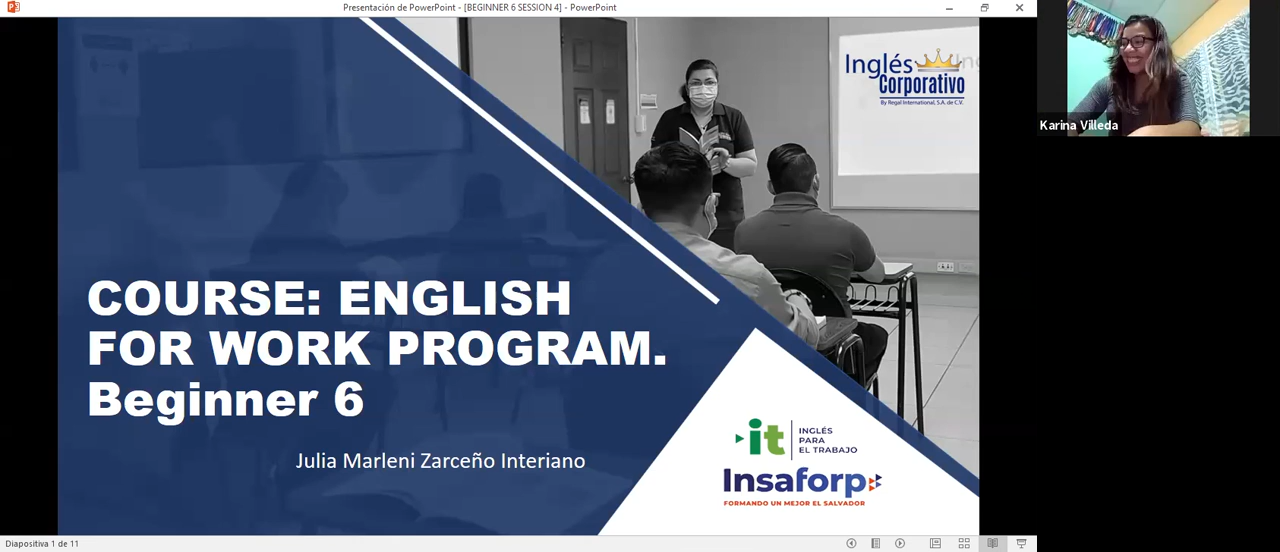 Presentación de PowerPoint - [BEGINNER 6 SESSION 4] - PowerPoint
Inglés
Corporativo
By Regal International, S.A. de C.V.
Karina Villeda
COURSE: ENGLISH
FOR WORK PROGRAM.
Beginner 6
Julia Marleni Zarceño Interiano
it
INGLÉS
PARA
EL TRABAJO
Insaforp
FORMANDO UN MEJOR EL SALVADOR
Diapositiva 1 de 11